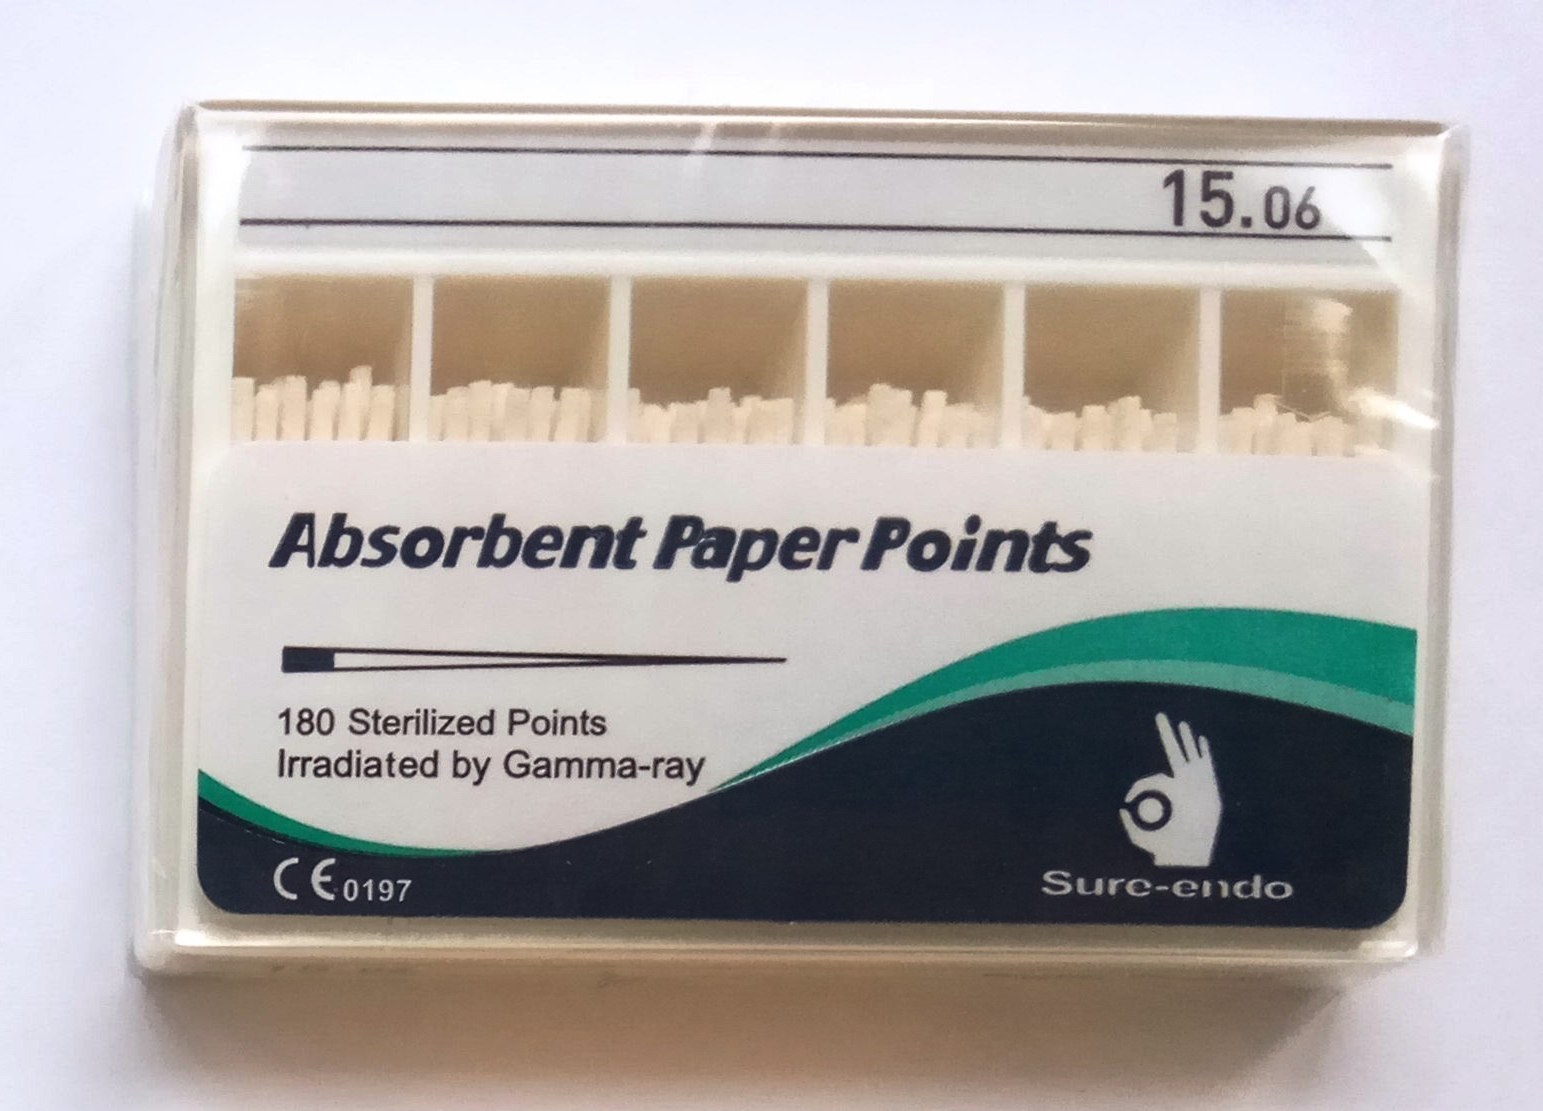 15.06
Absorbent Paper Points
180 Sterilized Points
Irradiated by Gamma-ray
CE 0197
Sure-endo